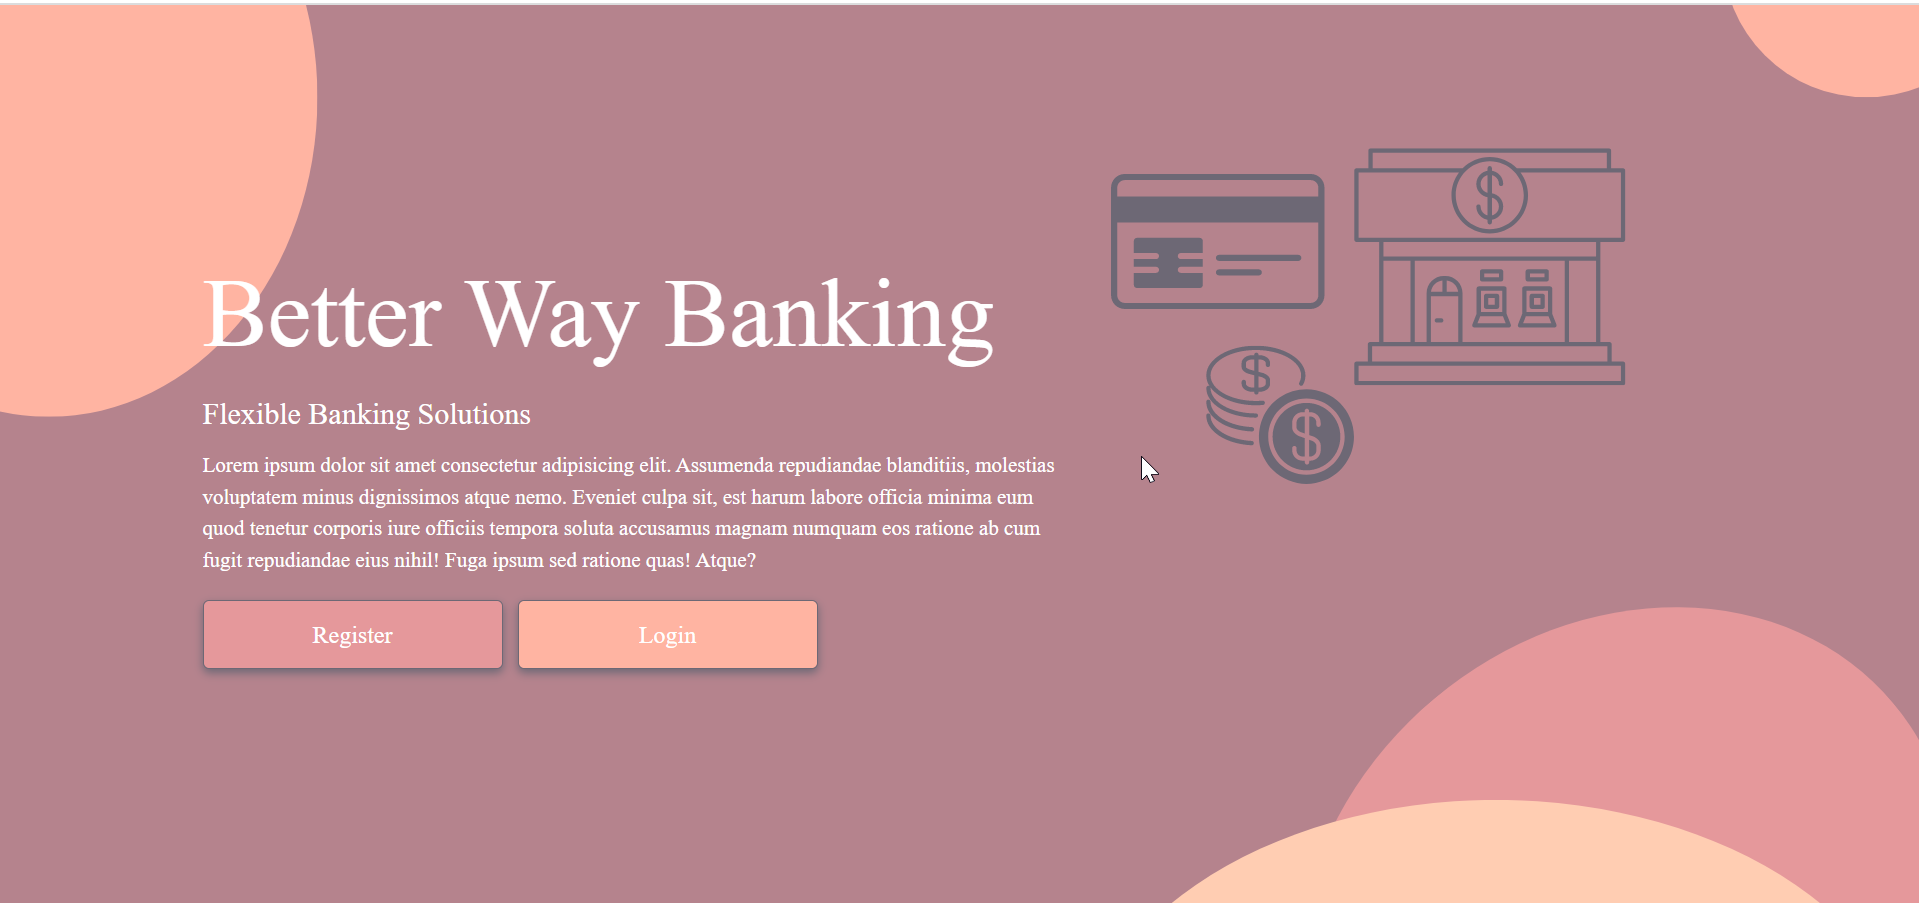 Better Way Banking
Flexible Banking Solutions
Lorem ipsum dolor sit amet consectetur adipisicing elit. Assumenda repudiandae blanditiis, molestias
voluptatem minus dignissimos atque nemo. Eveniet culpa sit, est harum labore officia minima eum
quod tenetur corporis iure officiis tempora soluta accusamus magnam numquam eos ratione ab cum
fugit repudiandae eius nihil! Fuga ipsum sed ratione quas! Atque?
Register
Login
$
$
$